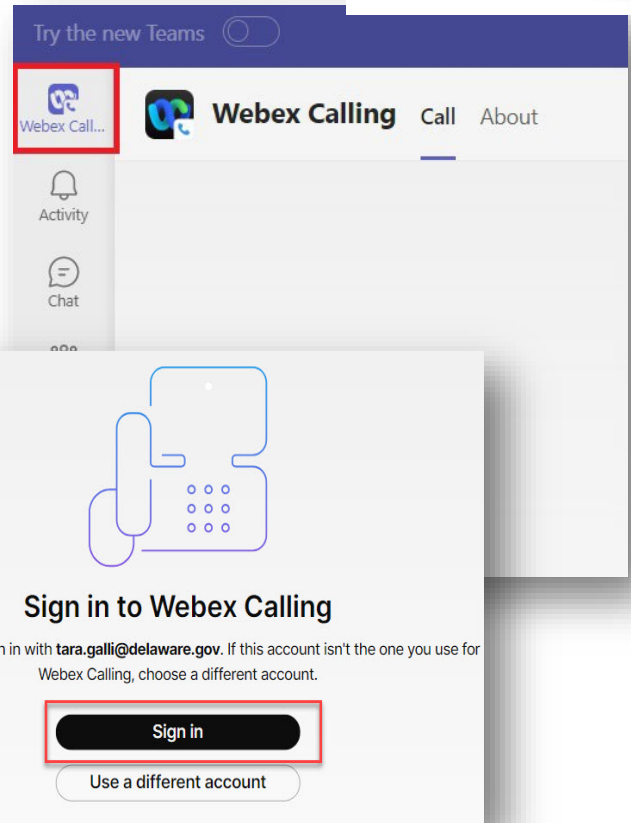 Try the new Teams
Webex Call...
Webex Calling Call About
Activity
Chat
Sign in to Webex Calling
in with tara.galli@delaware.gov. If this account isn't the one you use for
Webex Calling, choose a different account.
Sign in
Use a different account